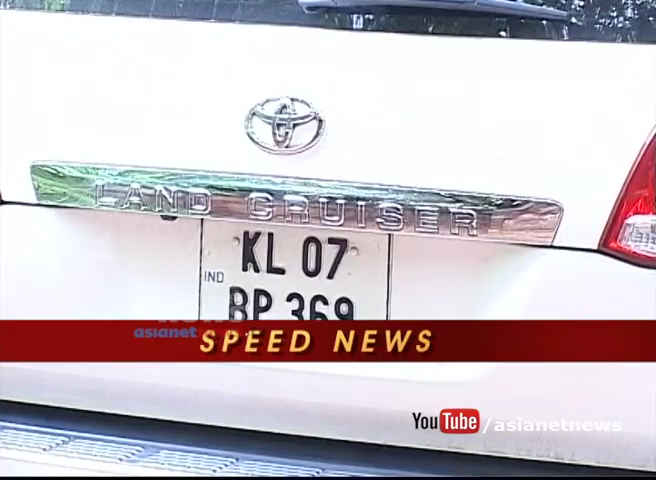 LAND CRUISER
KL 07
IND
BP 369
asianet
SPEED NEWS
YouTube /asianetnews